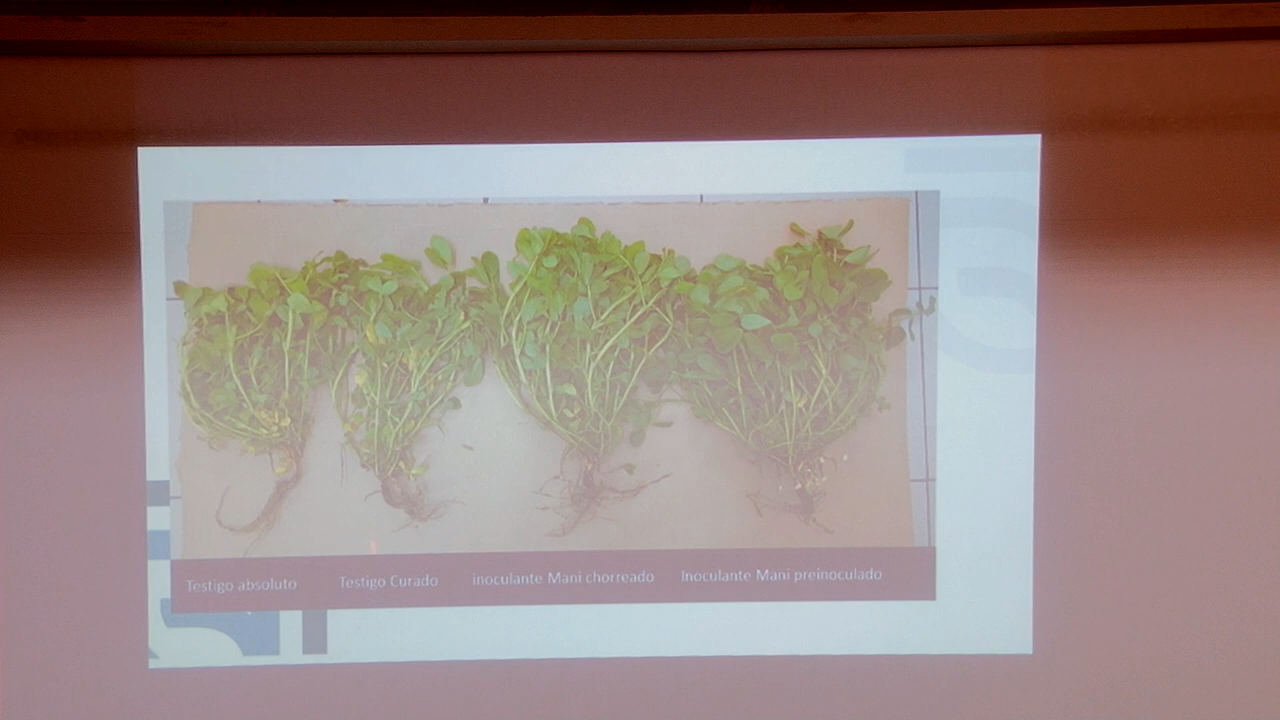 Testigo absoluto
Testigo Curado
inoculante Mani chorreado
Inoculante Mani preinoculado